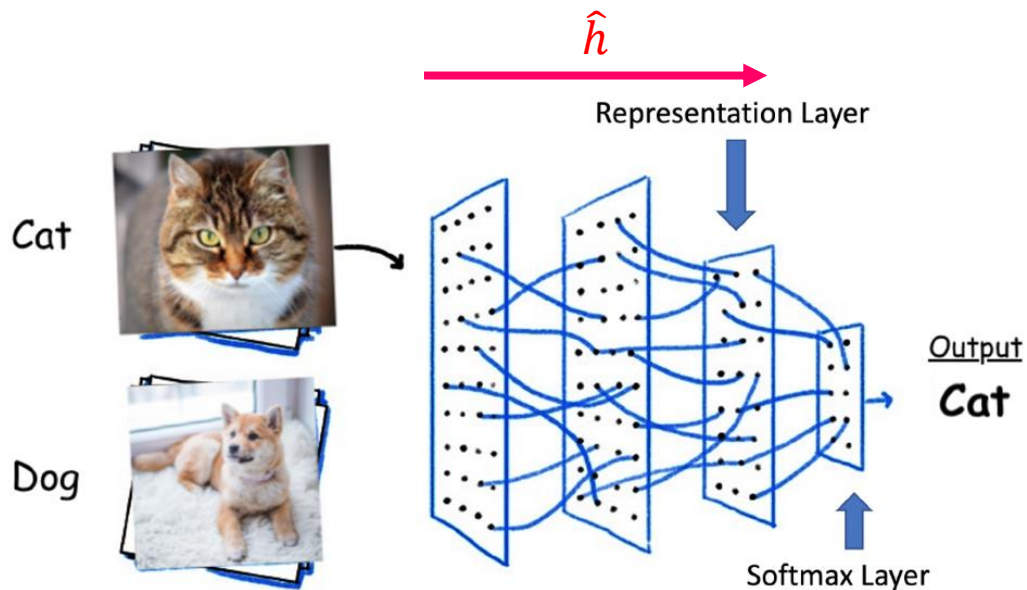 ĥ
Representation Layer
Cat
Output
Cat
Dog
Softmax Layer